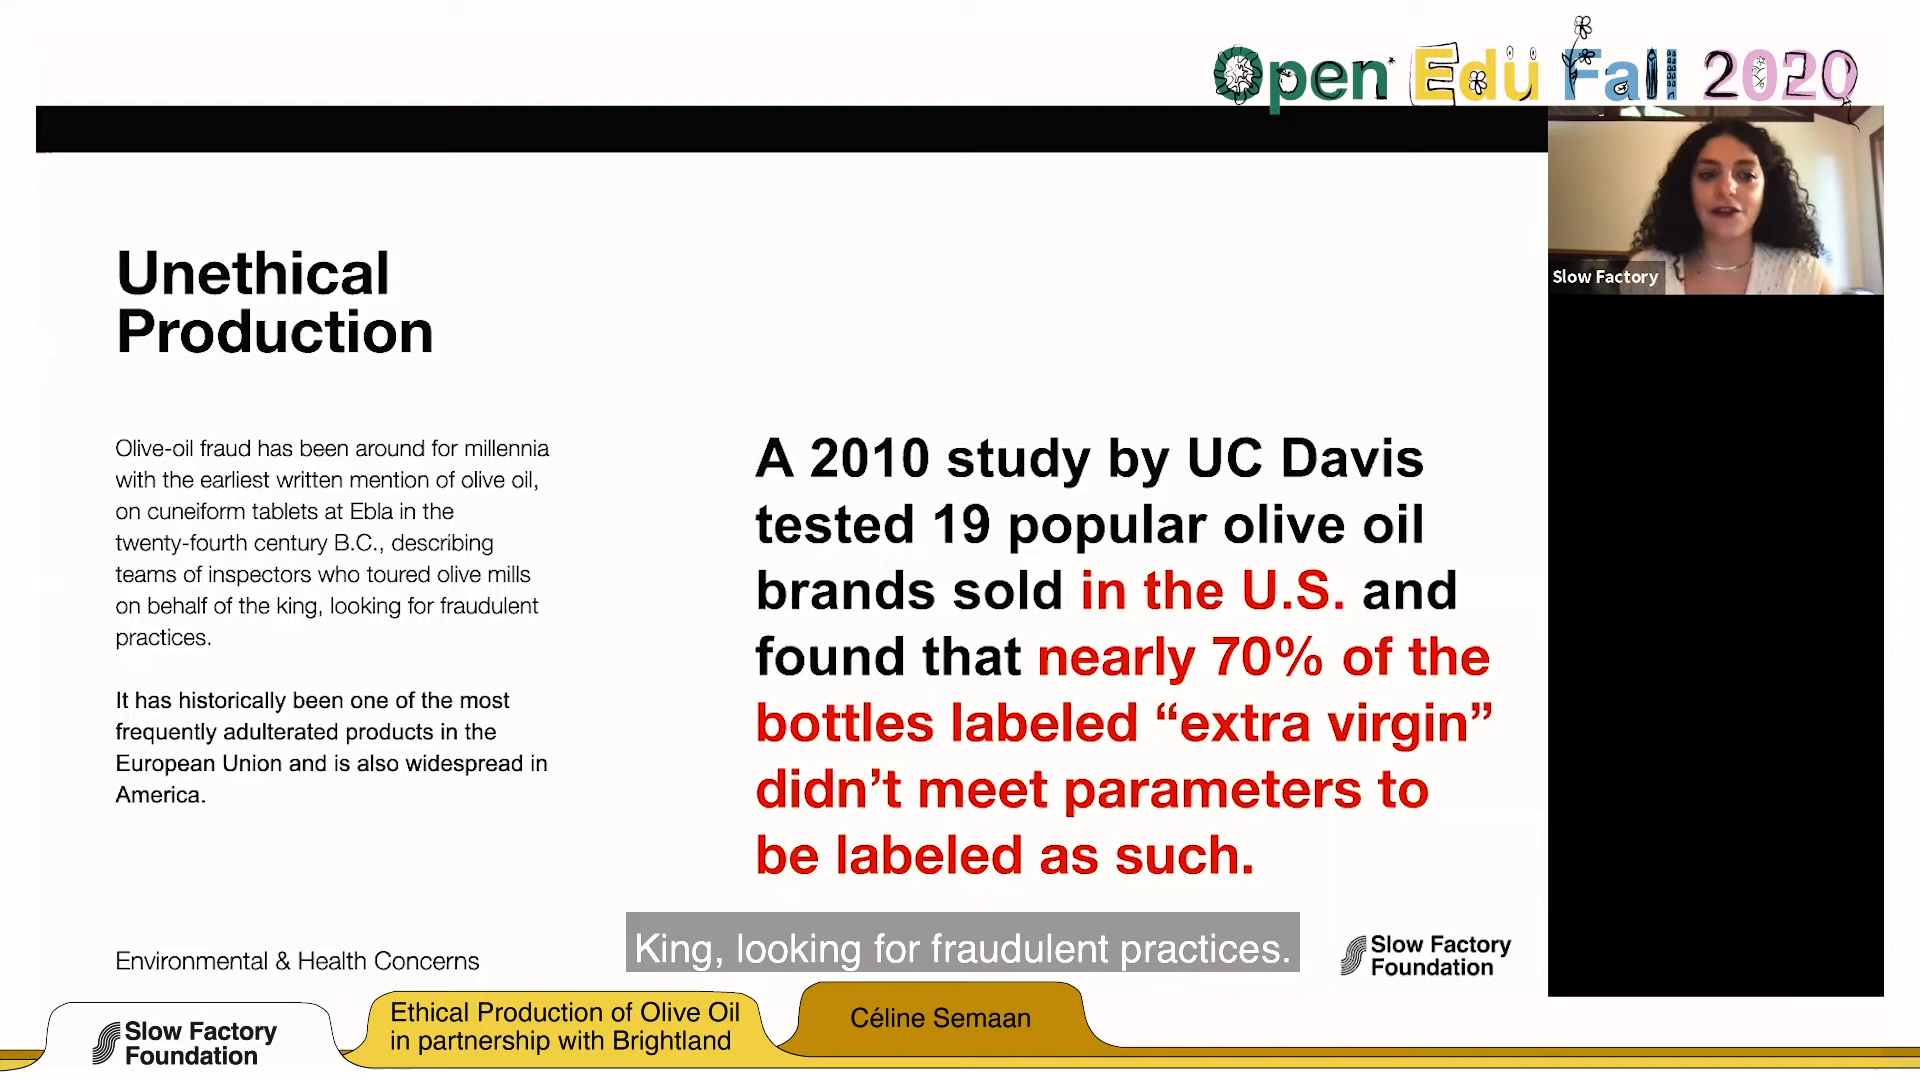 Open Edu Fall 2020
Slow Factory
Unethical
Production
Olive-oil fraud has been around for millennia
with the earliest written mention of olive oil,
on cuneiform tablets at Ebla in the
twenty-fourth century B.C., describing
teams of inspectors who toured olive mills
on behalf of the king, looking for fraudulent
practices.
It has historically been one of the most
frequently adulterated products in the
European Union and is also widespread in
America.
A 2010 study by UC Davis
tested 19 popular olive oil
brands sold in the U.S. and
found that nearly 70% of the
bottles labeled “extra virgin”
didn’t meet parameters to
be labeled as such.
Environmental & Health Concerns
King, looking for fraudulent practices.
Slow Factory
Foundation
Slow Factory
Foundation
Ethical Production of Olive Oil
in partnership with Brightland
Céline Semaan